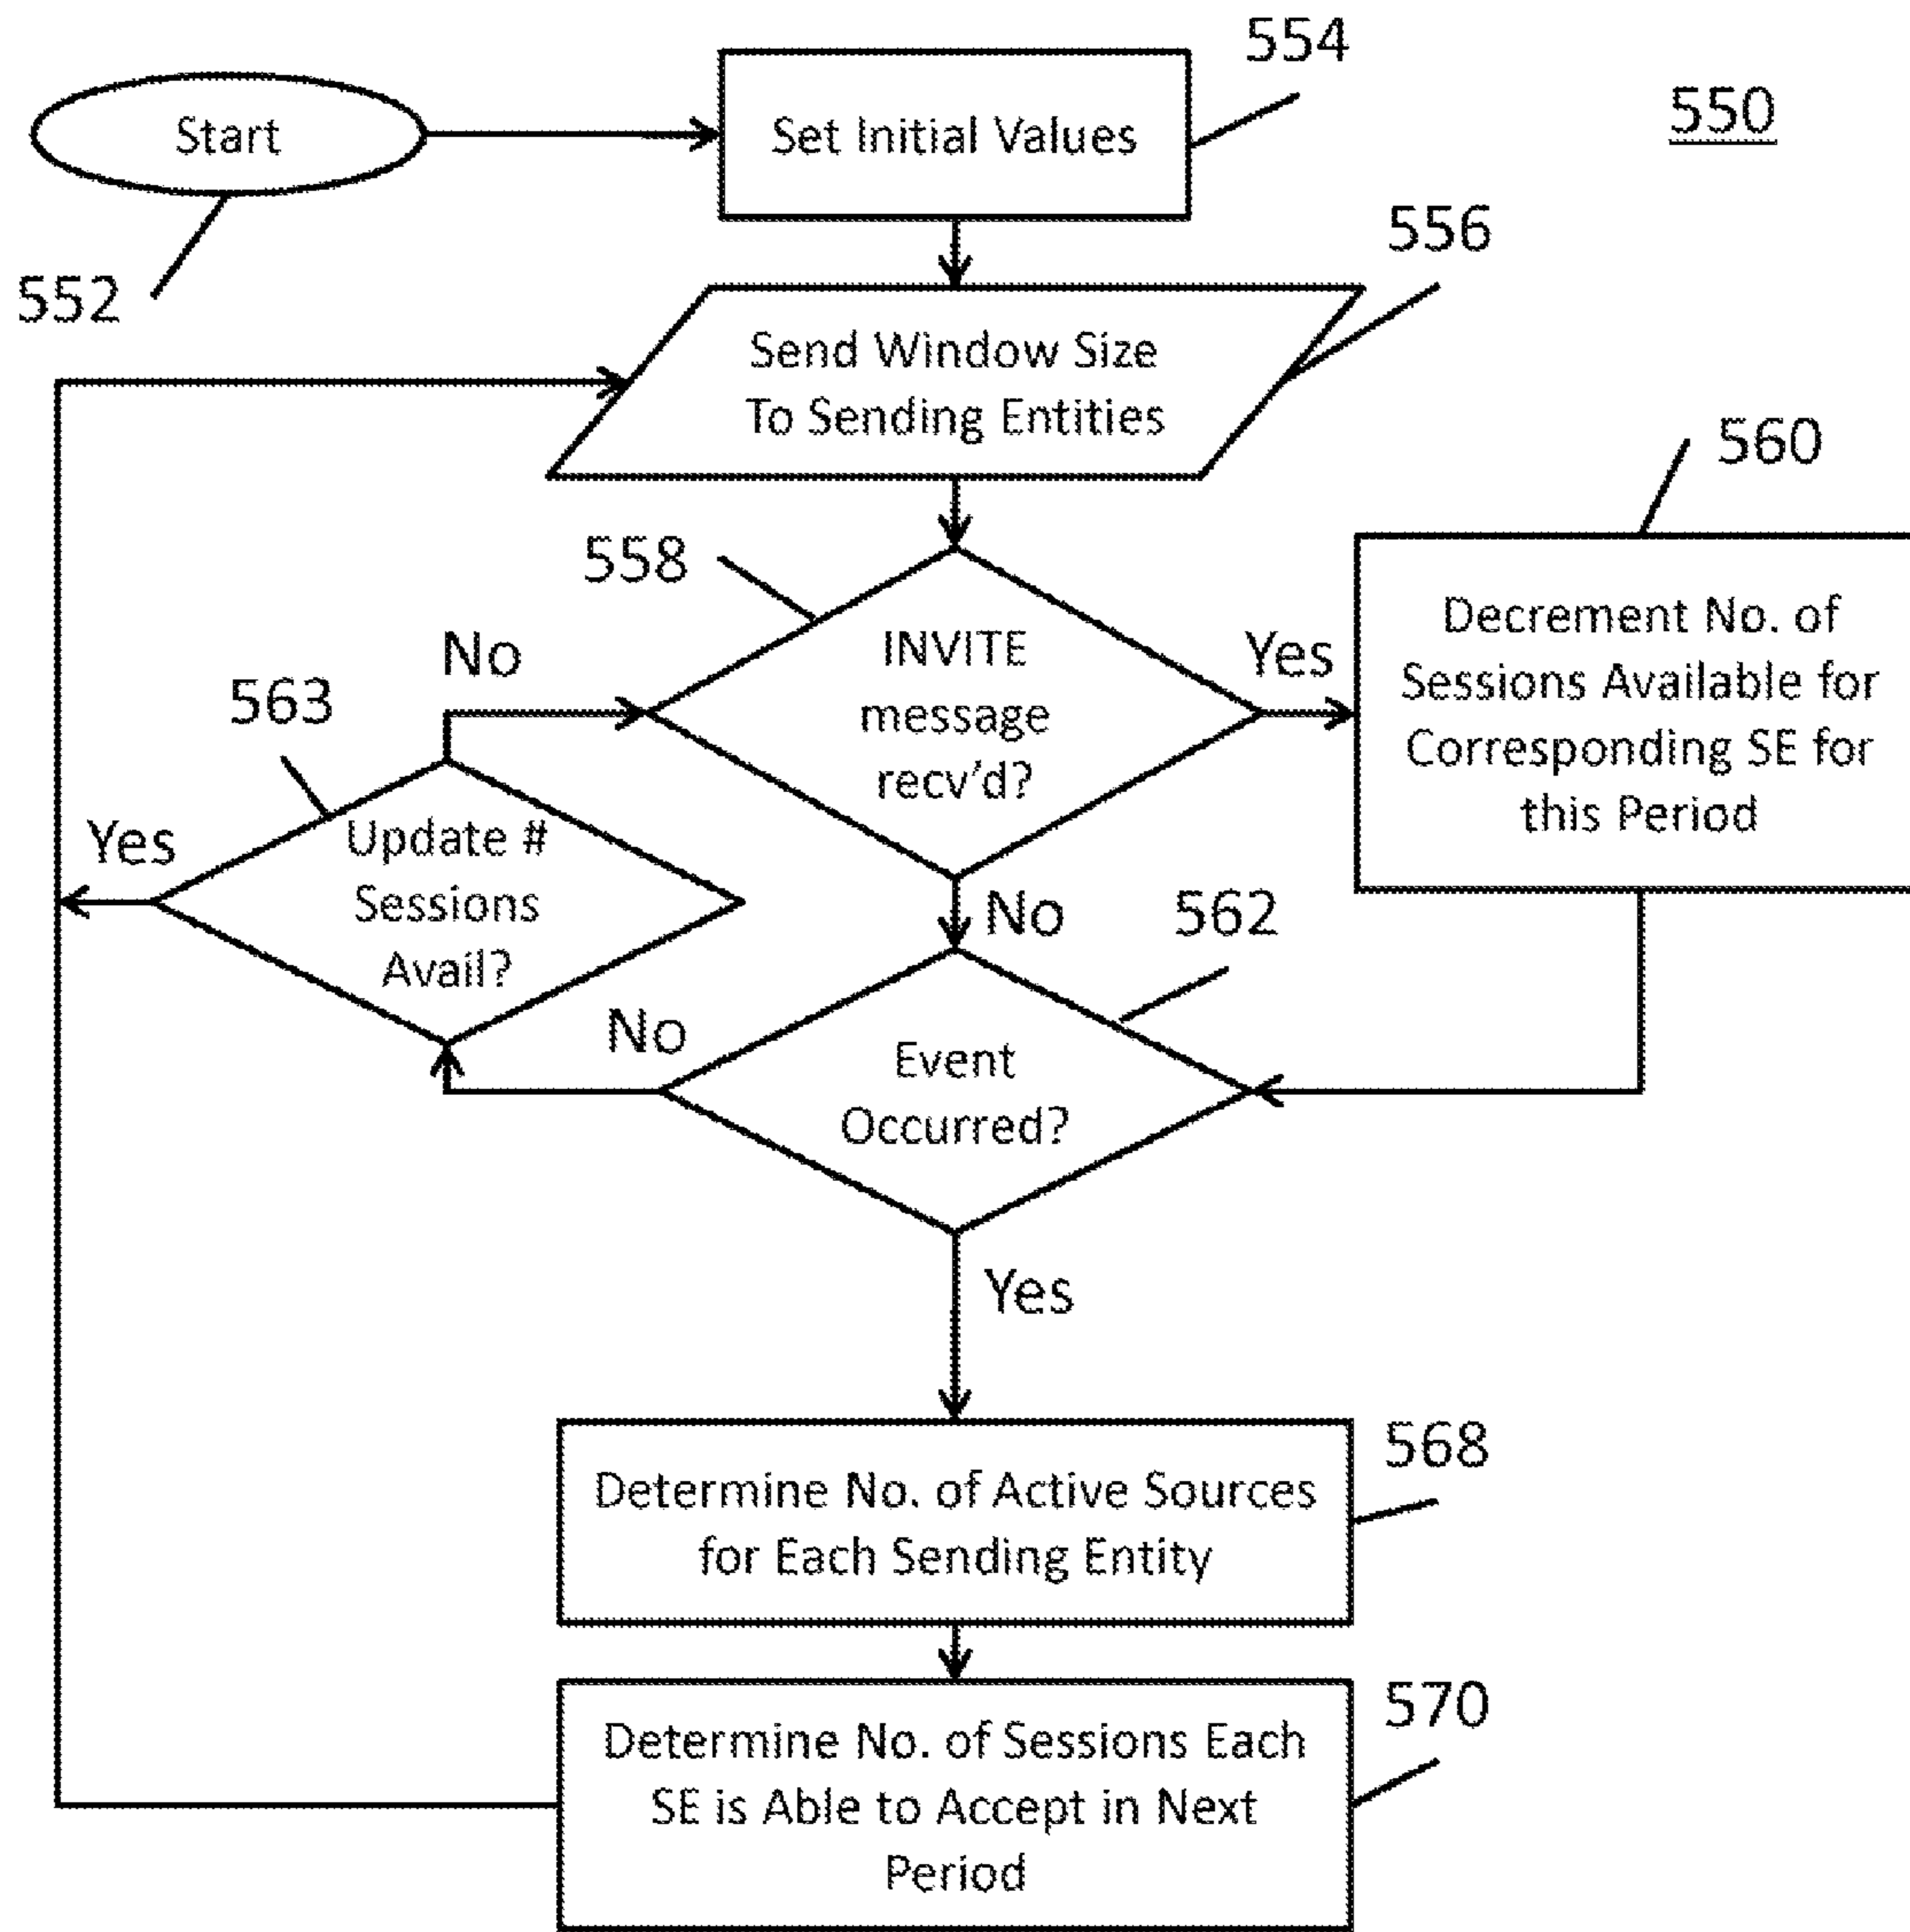 554
Start
Set Initial Values
550
552
556
Send Window Size
To Sending Entities
560
558
INVITE
message
recv'd?
Yes
No
Decrement No. of
Sessions Available for
Corresponding SE for
this Period
563
Yes
Update #
Sessions
Avail?
No
562
No
Event
Occurred?
Yes
568
Determine No. of Active Sources
for Each Sending Entity
570
Determine No. of Sessions Each
SE is Able to Accept in Next
Period